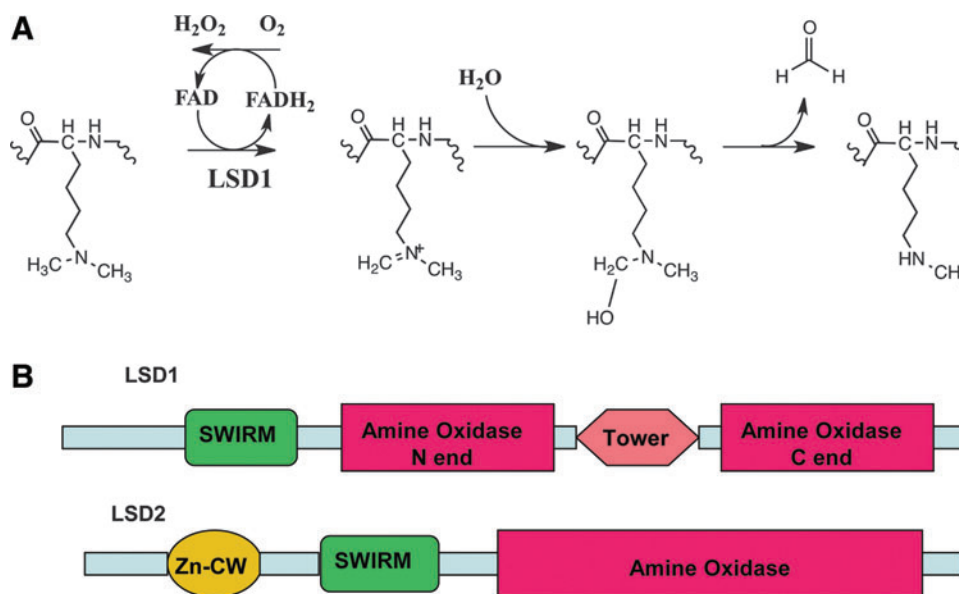 A
H₂O₂ O₂
FAD FADH₂
LSD1
H₂O
O
H H
O H H N
N
H₃C CH₃
O H H N
N⁺
H₂C CH₃
O H H N
N
H₂C CH₃
HO
O H H N
HN
CH
B
LSD1
SWIRM
Amine Oxidase
N end
Tower
Amine Oxidase
C end
LSD2
Zn-CW
SWIRM
Amine Oxidase